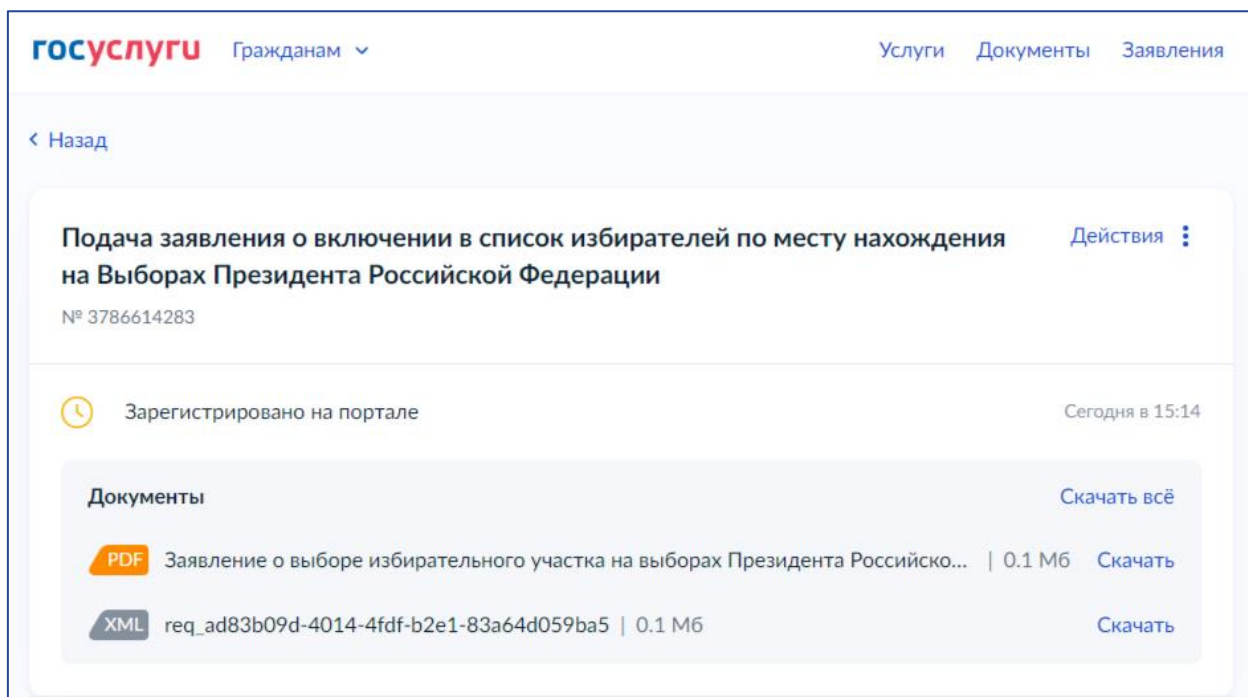 госуслуги Гражданам Услуги Документы Заявления
Назад
Подача заявления о включении в список избирателей по месту нахождения Действия
на Выборах Президента Российской Федерации
№ 3786614283
Зарегистрировано на портале Сегодня в 15:14
Документы Скачать всё
PDF Заявление о выборе избирательного участка на выборах Президента Российско... | 0.1 Мб Скачать
XML req_ad83b09d-4014-4fdf-b2e1-83a64d059ba5 | 0.1 Мб Скачать